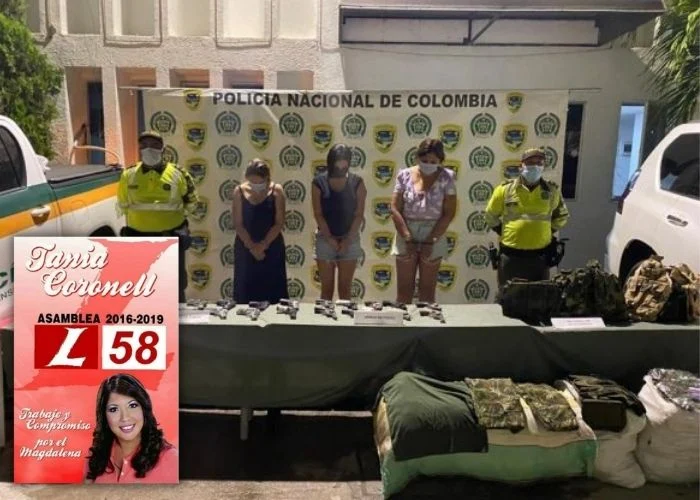 POLICIA NACIONAL DE COLOMBIA
Tania
Coronell
ASAMBLEA 2016-2019
L 58
Trabajo y
Compromiso
por el
Magdalena